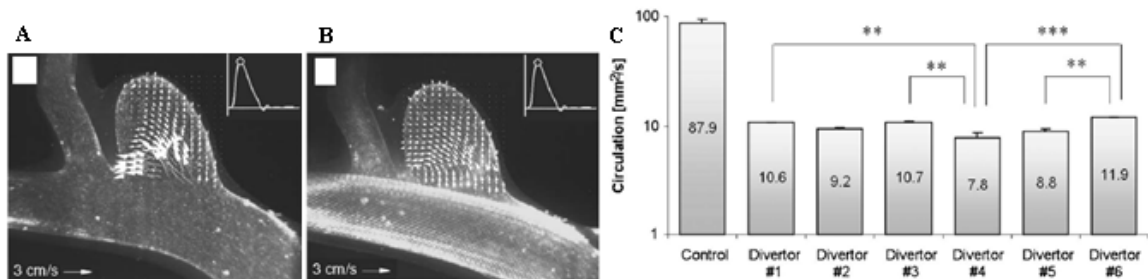 A
B
C
3 cm/s
3 cm/s
Circulation [mm²/s]
100
10
1
** ***
** **
87.9
10.6
9.2
10.7
7.8
8.8
11.9
Control
Divertor #1
Divertor #2
Divertor #3
Divertor #4
Divertor #5
Divertor #6